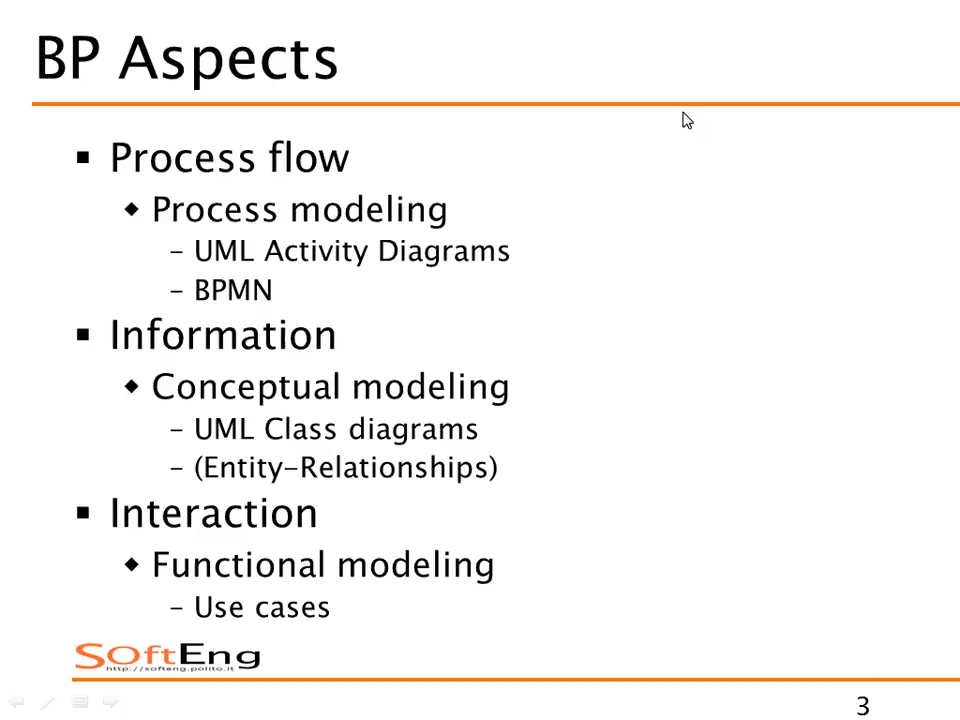 BP Aspects
▪ Process flow
◆ Process modeling
– UML Activity Diagrams
– BPMN
▪ Information
◆ Conceptual modeling
– UML Class diagrams
– (Entity-Relationships)
▪ Interaction
◆ Functional modeling
– Use cases
SOftEng
http://softeng.polito.it
3